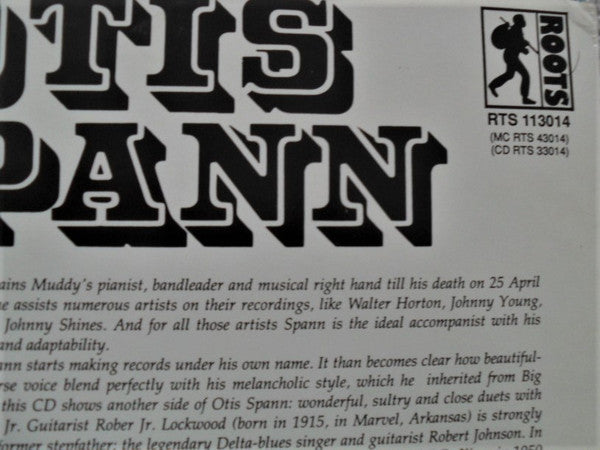 OTIS
SPANN
ROOTS
RTS 113014
(MC RTS 43014)
(CD RTS 33014)
ains Muddy's pianist, bandleader and musical right hand till his death on 25 April
e assists numerous artists on their recordings, like Walter Horton, Johnny Young,
Johnny Shines. And for all those artists Spann is the ideal accompanist with his
and adaptability.
ann starts making records under his own name. It than becomes clear how beautiful-
rse voice blend perfectly with his melancholic style, which he inherited from Big
this CD shows another side of Otis Spann: wonderful, sultry and close duets with
Jr. Guitarist Rober Jr. Lockwood (born in 1915, in Marvel, Arkansas) is strongly
former stepfather: the legendary Delta-blues singer and guitarist Robert Johnson. In